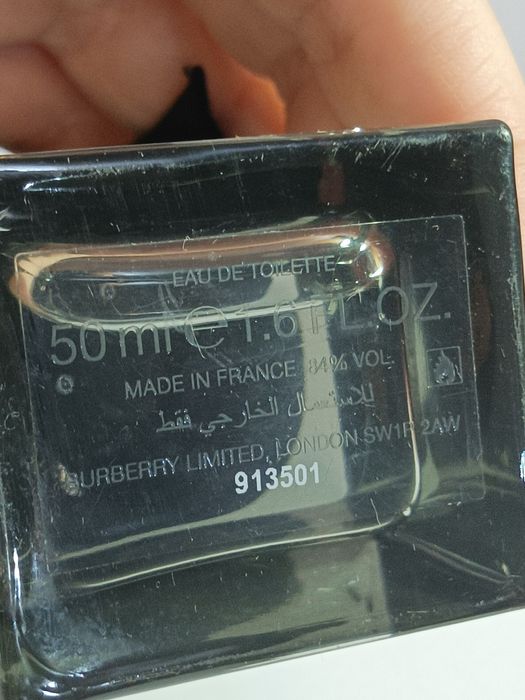 EAU DE TOILETTE
50 ml e 1.6 FL.OZ.
MADE IN FRANCE 84% VOL
للاستعمال الخارجي فقط
BURBERRY LIMITED, LONDON SW1P 2AW
913501